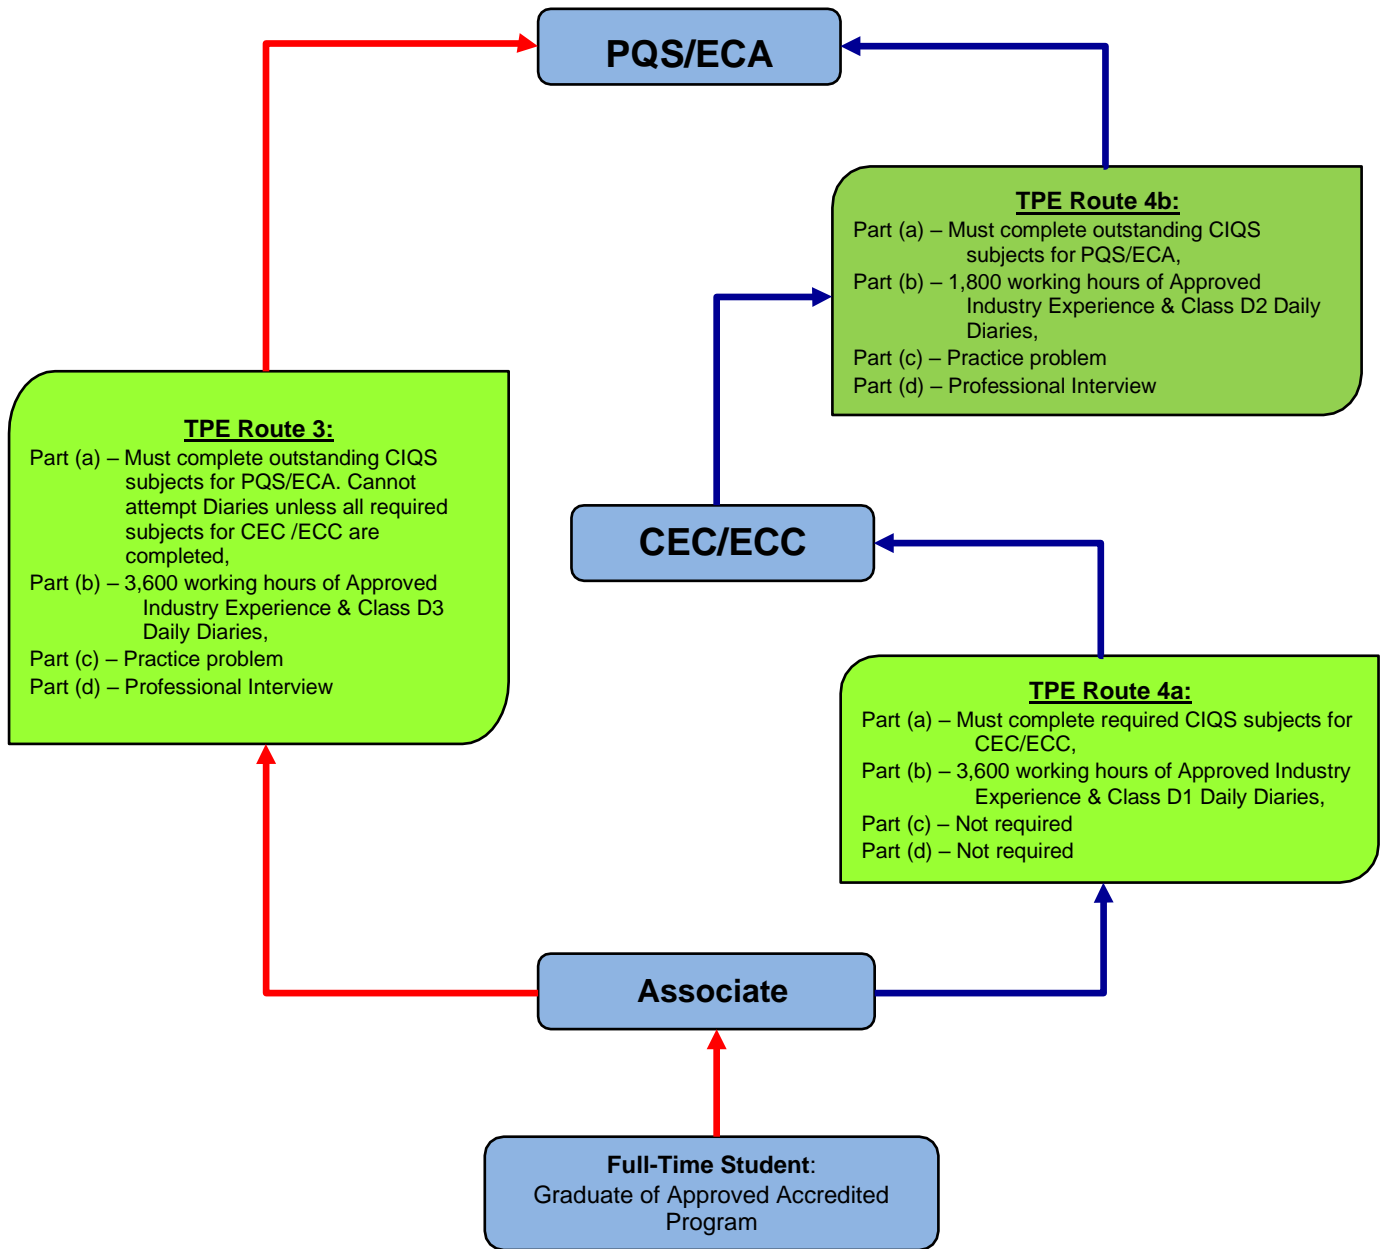 PQS/ECA
TPE Route 4b:
Part (a) – Must complete outstanding CIQS
subjects for PQS/ECA,
Part (b) – 1,800 working hours of Approved
Industry Experience & Class D2 Daily
Diaries,
Part (c) – Practice problem
Part (d) – Professional Interview
TPE Route 3:
Part (a) – Must complete outstanding CIQS
subjects for PQS/ECA. Cannot
attempt Diaries unless all required
subjects for CEC /ECC are
completed,
Part (b) – 3,600 working hours of Approved
Industry Experience & Class D3
Daily Diaries,
Part (c) – Practice problem
Part (d) – Professional Interview
CEC/ECC
TPE Route 4a:
Part (a) – Must complete required CIQS subjects for
CEC/ECC,
Part (b) – 3,600 working hours of Approved Industry
Experience & Class D1 Daily Diaries,
Part (c) – Not required
Part (d) – Not required
Associate
Full-Time Student:
Graduate of Approved Accredited
Program